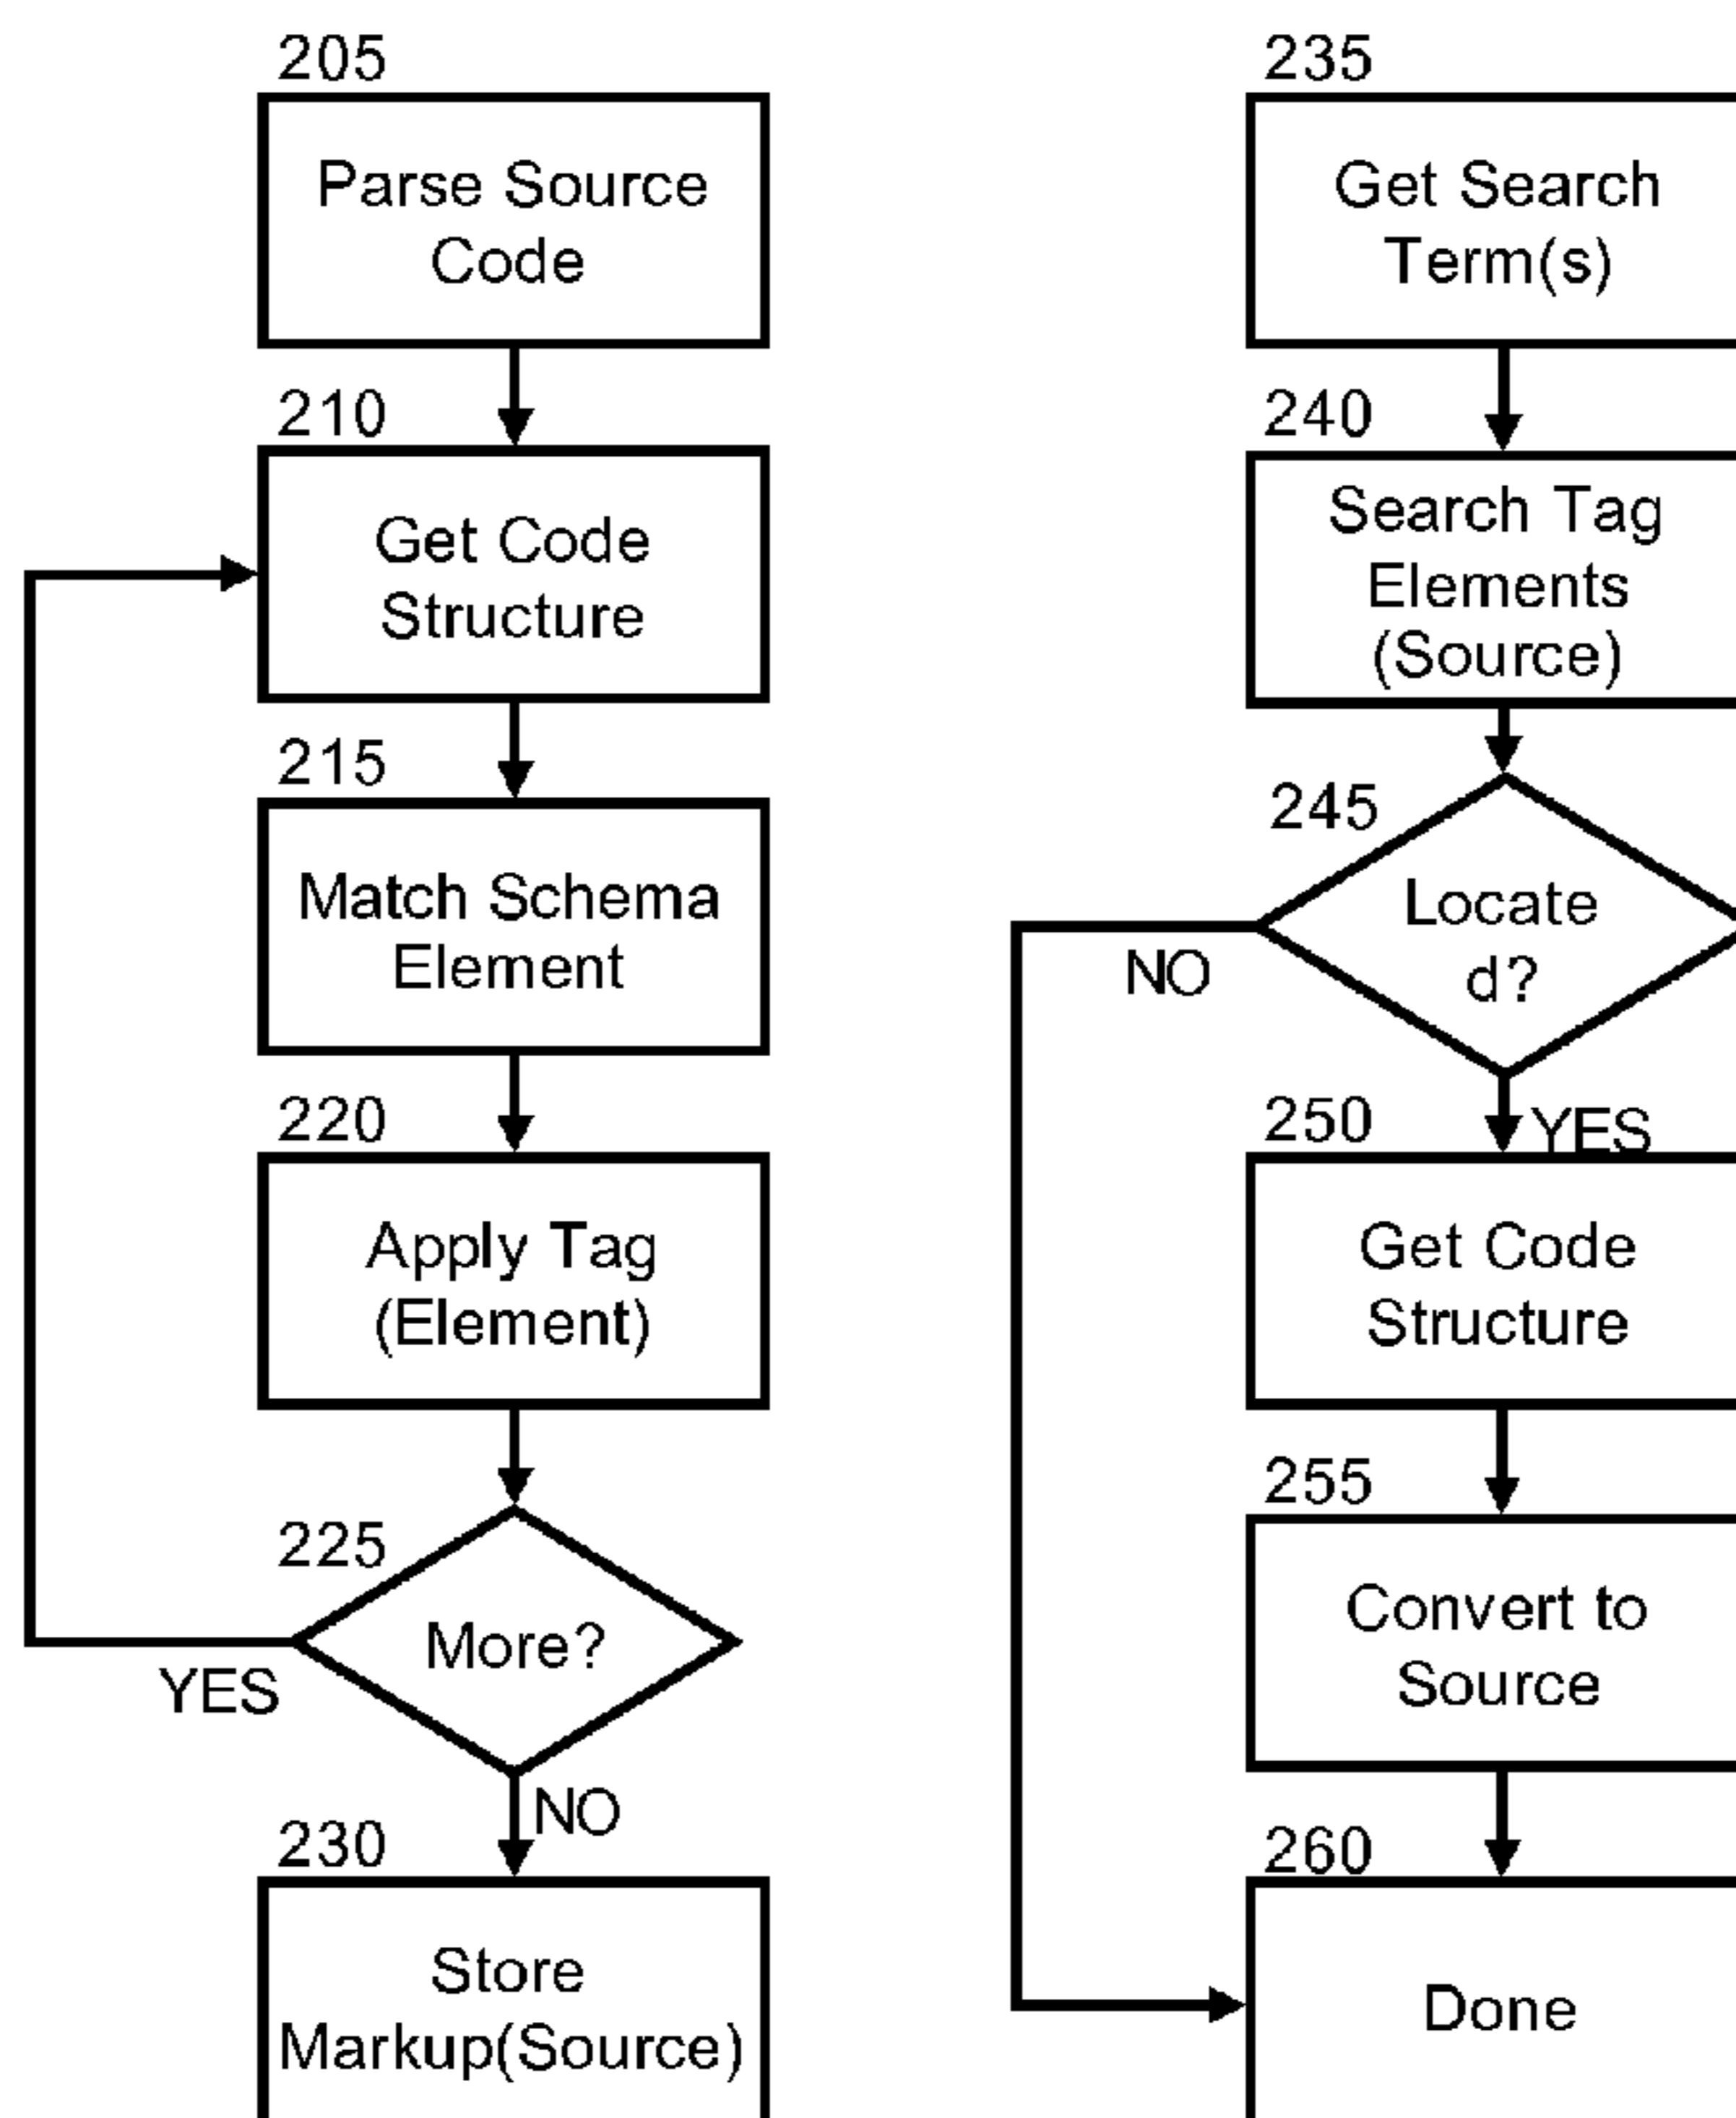 205
Parse Source
Code
210
Get Code
Structure
215
Match Schema
Element
220
Apply Tag
(Element)
225
More?
YES
NO
230
Store
Markup(Source)
235
Get Search
Term(s)
240
Search Tag
Elements
(Source)
245
Locate
d?
NO
YES
250
Get Code
Structure
255
Convert to
Source
260
Done